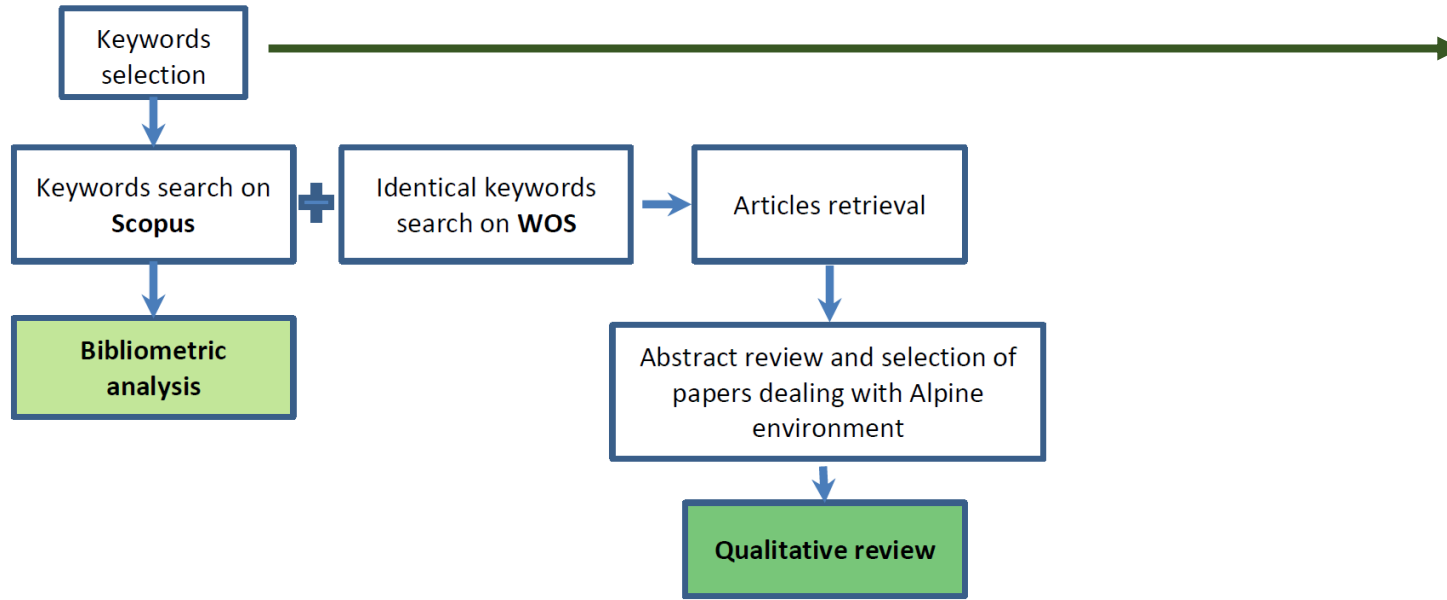 Keywords
selection
Keywords search on
Scopus
Identical keywords
search on WOS
Articles retrieval
Bibliometric
analysis
Abstract review and selection of
papers dealing with Alpine
environment
Qualitative review